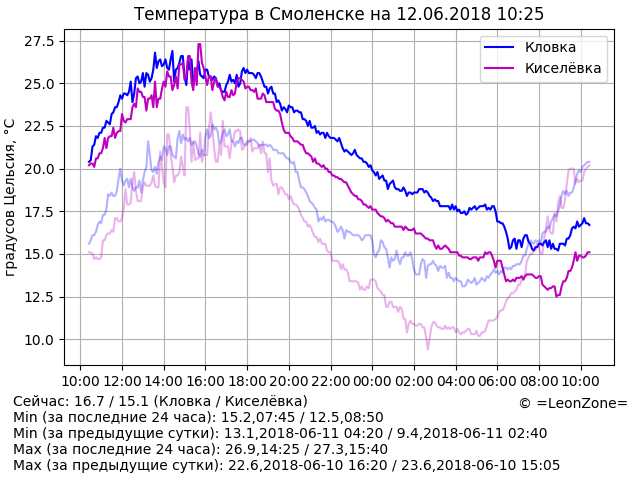 Температура в Смоленске на 12.06.2018 10:25
Кловка
Киселёвка
градусов Цельсия, °C
27.5
25.0
22.5
20.0
17.5
15.0
12.5
10.0
10:00 12:00 14:00 16:00 18:00 20:00 22:00 00:00 02:00 04:00 06:00 08:00 10:00
Сейчас: 16.7 / 15.1 (Кловка / Киселёвка)
© =LeonZone=
Min (за последние 24 часа): 15.2,07:45 / 12.5,08:50
Min (за предыдущие сутки): 13.1,2018-06-11 04:20 / 9.4,2018-06-11 02:40
Max (за последние 24 часа): 26.9,14:25 / 27.3,15:40
Max (за предыдущие сутки): 22.6,2018-06-10 16:20 / 23.6,2018-06-10 15:05